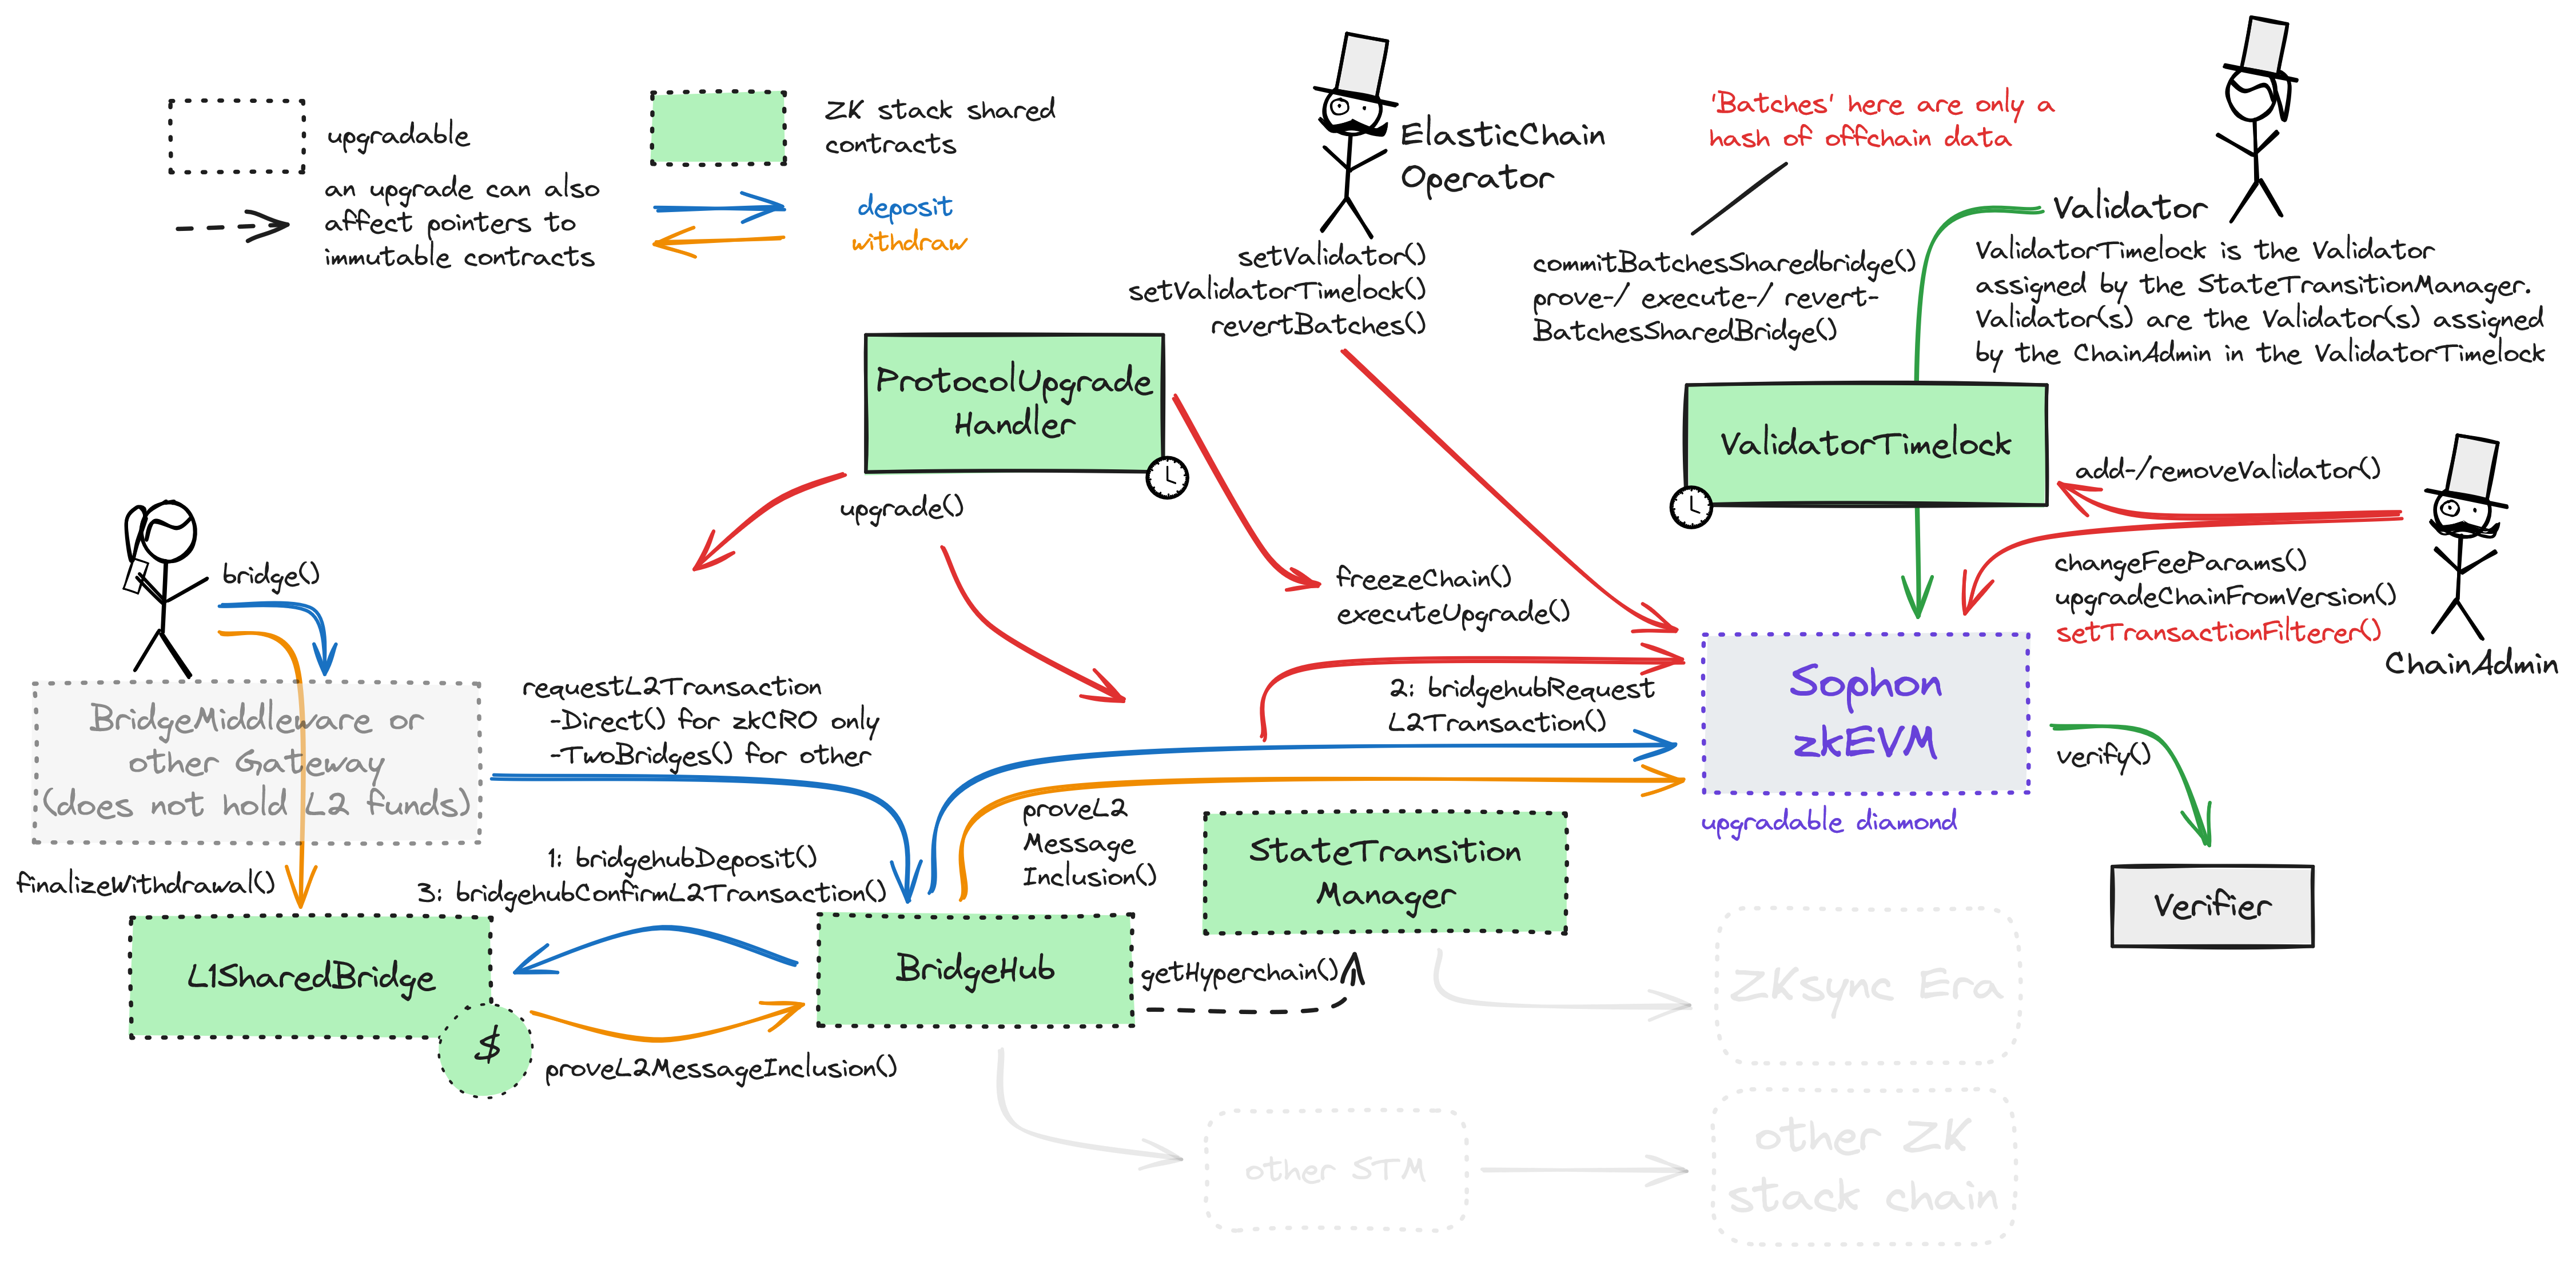 upgradable
an upgrade can also
affect pointers to
immutable contracts
ZK stack shared
contracts
deposit
withdraw
ElasticChain
Operator
setValidator()
setValidatorTimelock()
revertBatches()
'Batches' here are only a
hash of offchain data
commitBatchesSharedbridge()
prove-/ execute-/ revert-
BatchesSharedBridge()
Validator
ValidatorTimelock is the Validator
assigned by the StateTransitionManager.
Validator(s) are the Validator(s) assigned
by the ChainAdmin in the ValidatorTimelock
ProtocolUpgrade
Handler
upgrade()
freezeChain()
executeUpgrade()
ValidatorTimelock
add-/removeValidator()
changeFeeParams()
upgradeChainFromVersion()
setTransactionFilterer()
ChainAdmin
bridge()
BridgeMiddleware or
other Gateway
(does not hold L2 funds)
requestL2Transaction
-Direct() for zkCRO only
-TwoBridges() for other
2: bridgehubRequest
L2Transaction()
Sophon
zkEVM
upgradable diamond
verify()
Verifier
proveL2
Message
Inclusion()
StateTransition
Manager
finalizeWithdrawal()
1: bridgehubDeposit()
3: bridgehubConfirmL2Transaction()
L1SharedBridge
$
BridgeHub
getHyperchain()
proveL2MessageInclusion()
ZKsync Era
other STM
other ZK
stack chain